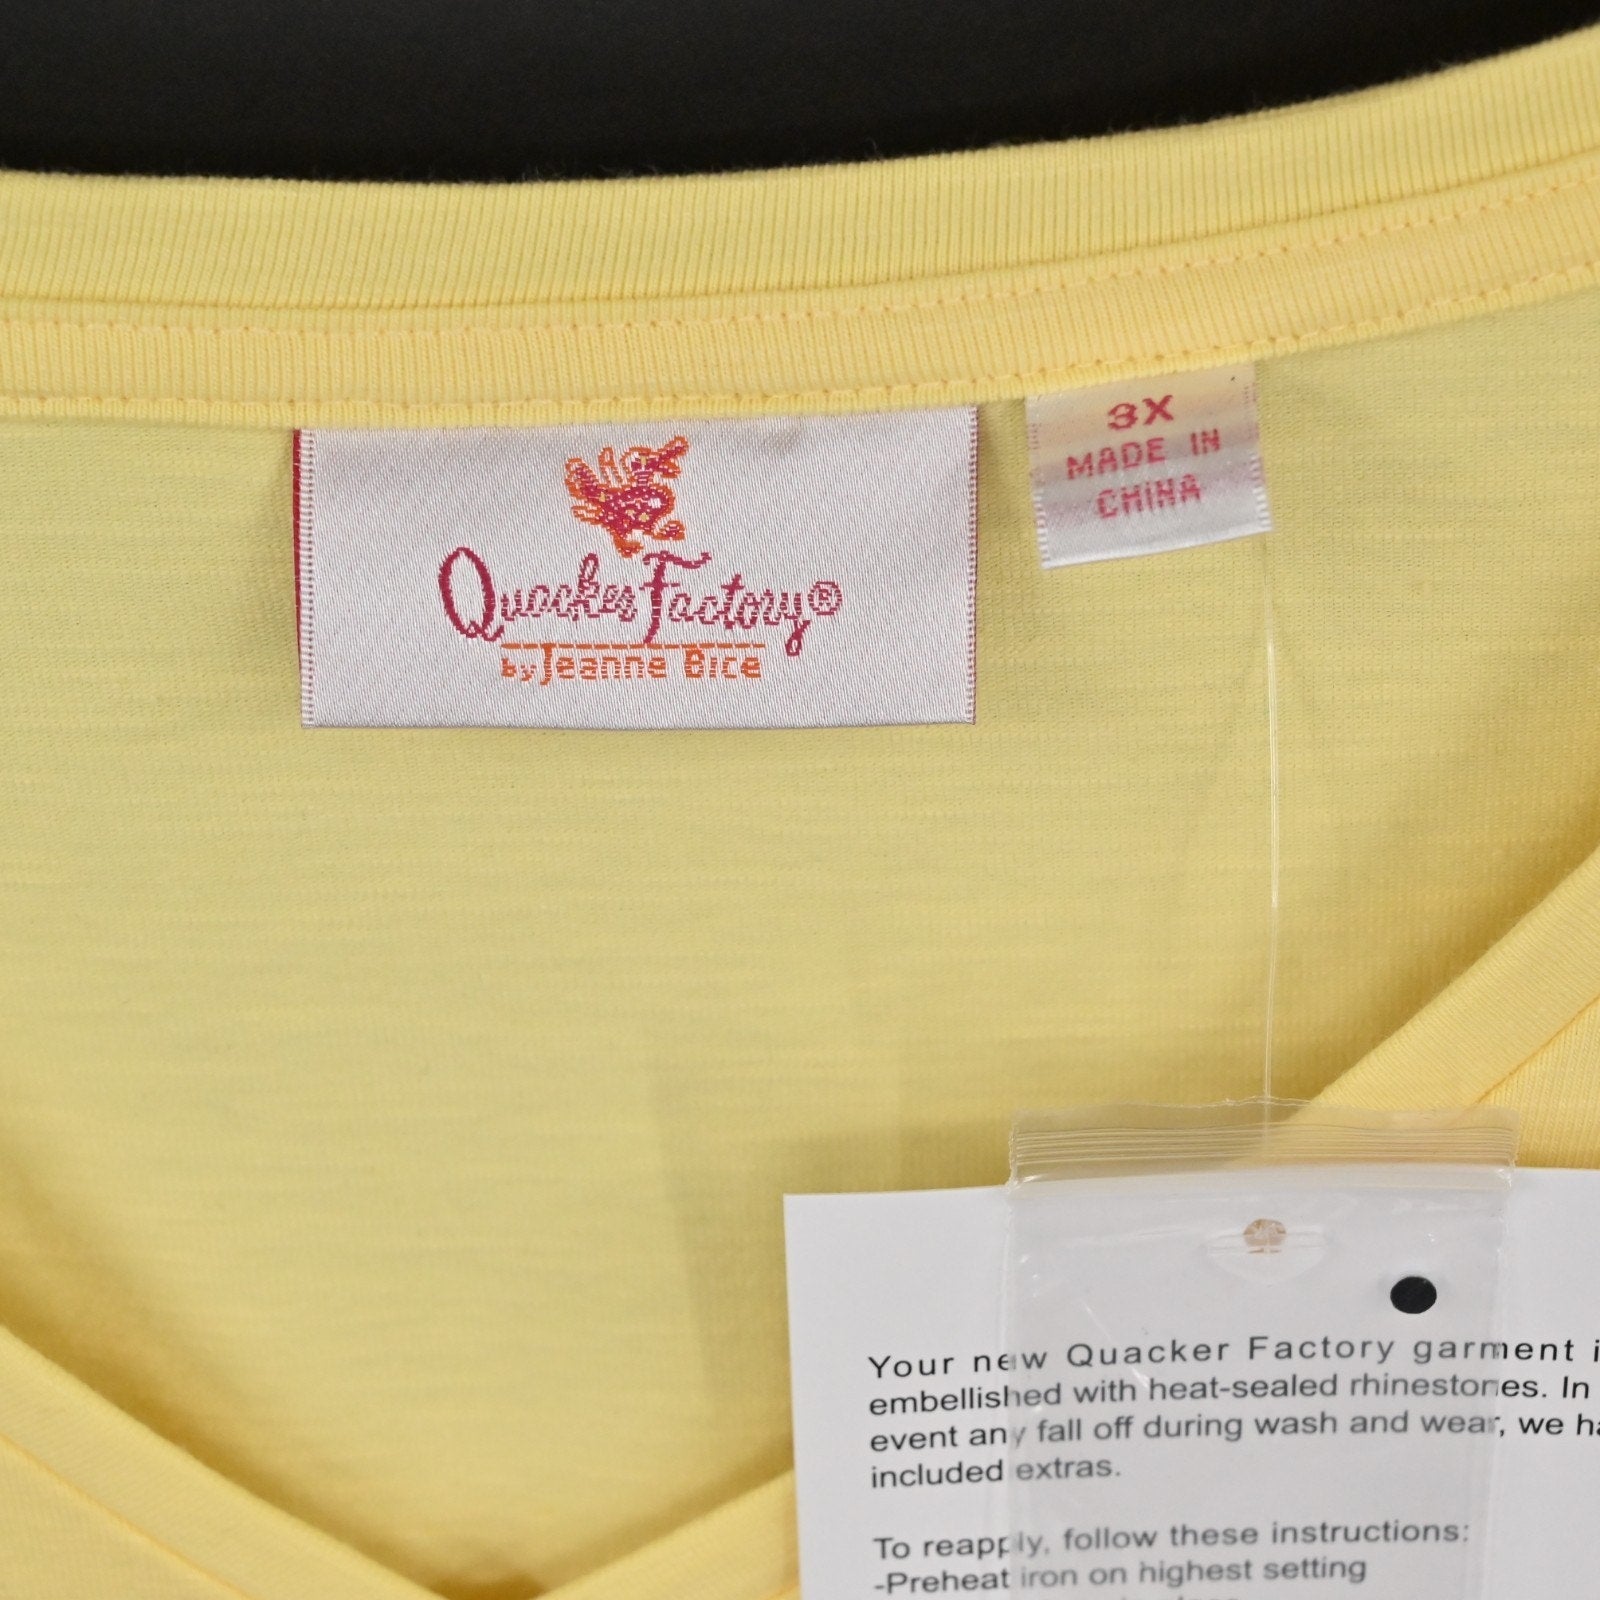 Quacker Factory®
by Jeanne Bice
3X
MADE IN
CHINA
Your new Quacker Factory garment i
embellished with heat-sealed rhinestones. In
event any fall off during wash and wear, we ha
included extras.
To reapply, follow these instructions:
-Preheat iron on highest setting